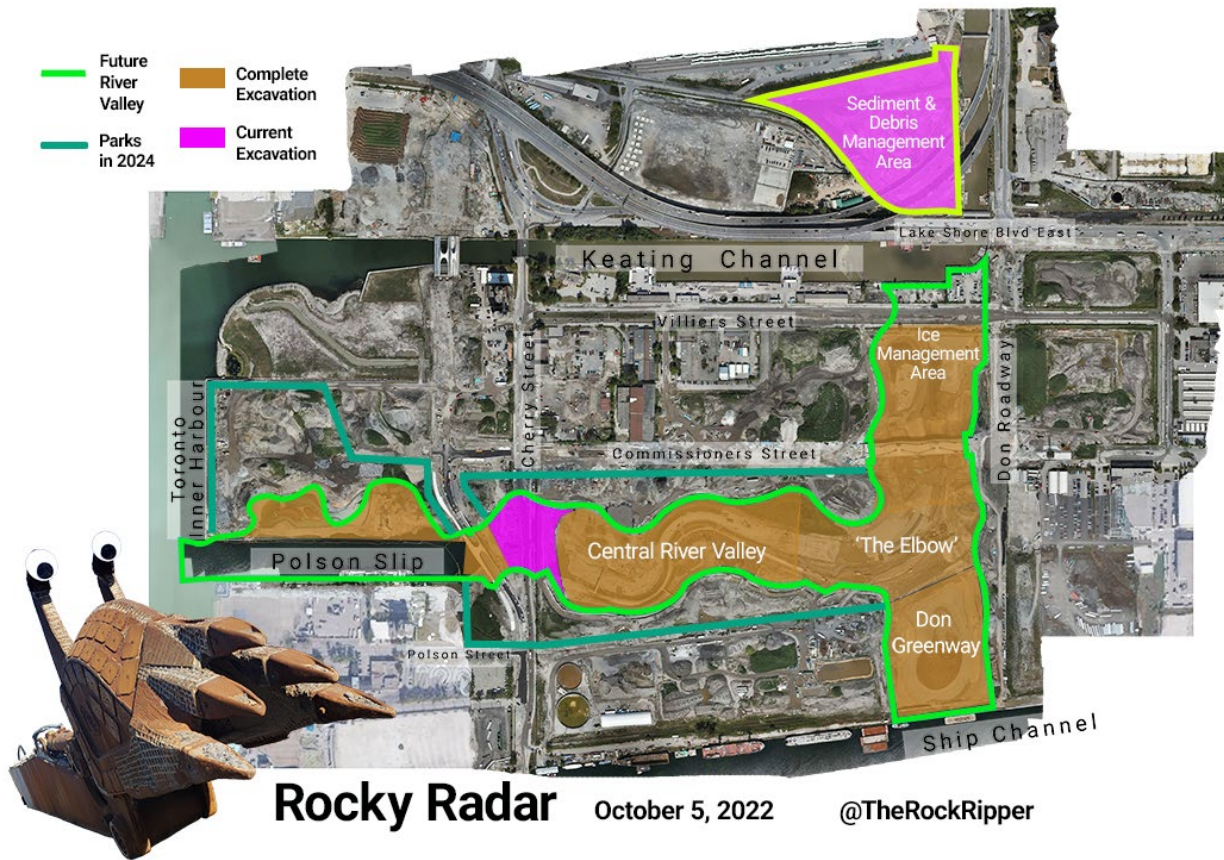 Future
River
Valley
Parks
in 2024
Complete
Excavation
Current
Excavation
Sediment &
Debris
Management
Area
Lake Shore Blvd East
Keating Channel
Villiers Street
Ice
Management
Area
Cherry Street
Don Roadway
Toronto
Inner Harbour
Commissioners Street
Polson Slip
Central River Valley
‘The Elbow’
Don
Greenway
Polson Street
Ship Channel
Rocky Radar
October 5, 2022
@TheRockRipper